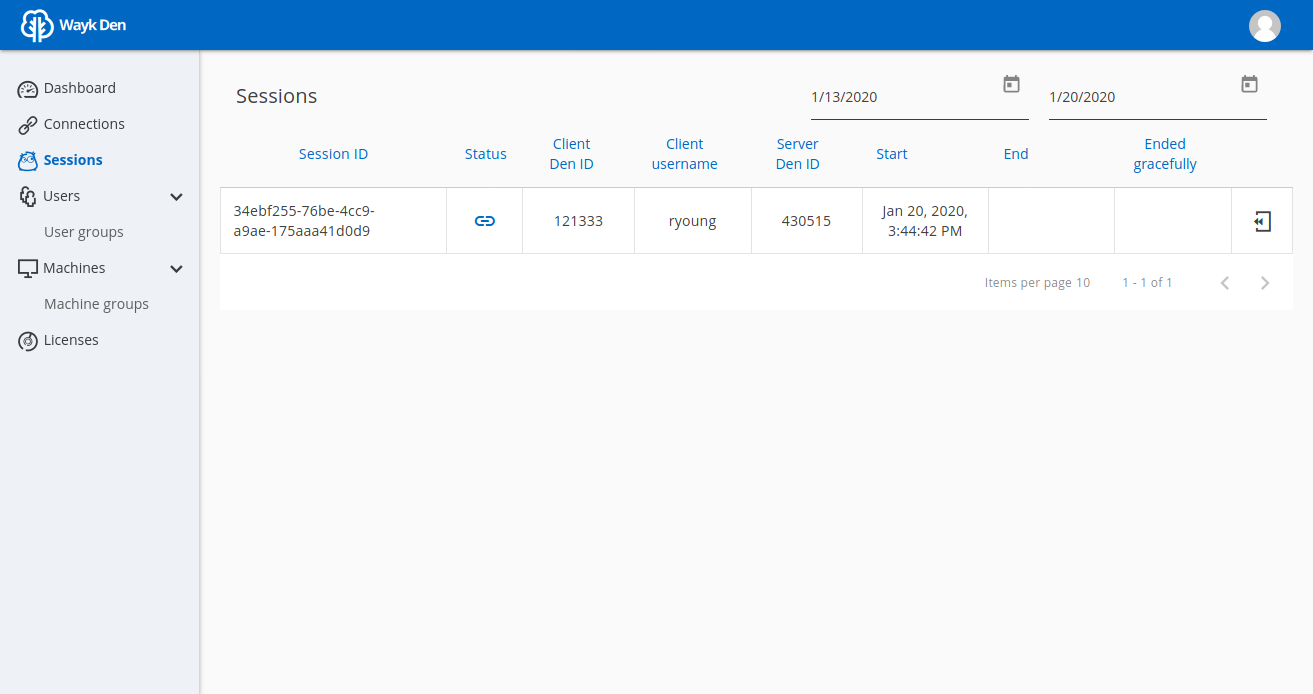 Wayk Den
Dashboard
Connections
Sessions
Users
User groups
Machines
Machine groups
Licenses
Sessions
1/13/2020
1/20/2020
Session ID
Status
Client
Den ID
Client
username
Server
Den ID
Start
End
Ended
gracefully
34ebf255-76be-4cc9-
a9ae-175aaa41d0d9
121333
ryoung
430515
Jan 20, 2020,
3:44:42 PM
Items per page 10
1 - 1 of 1